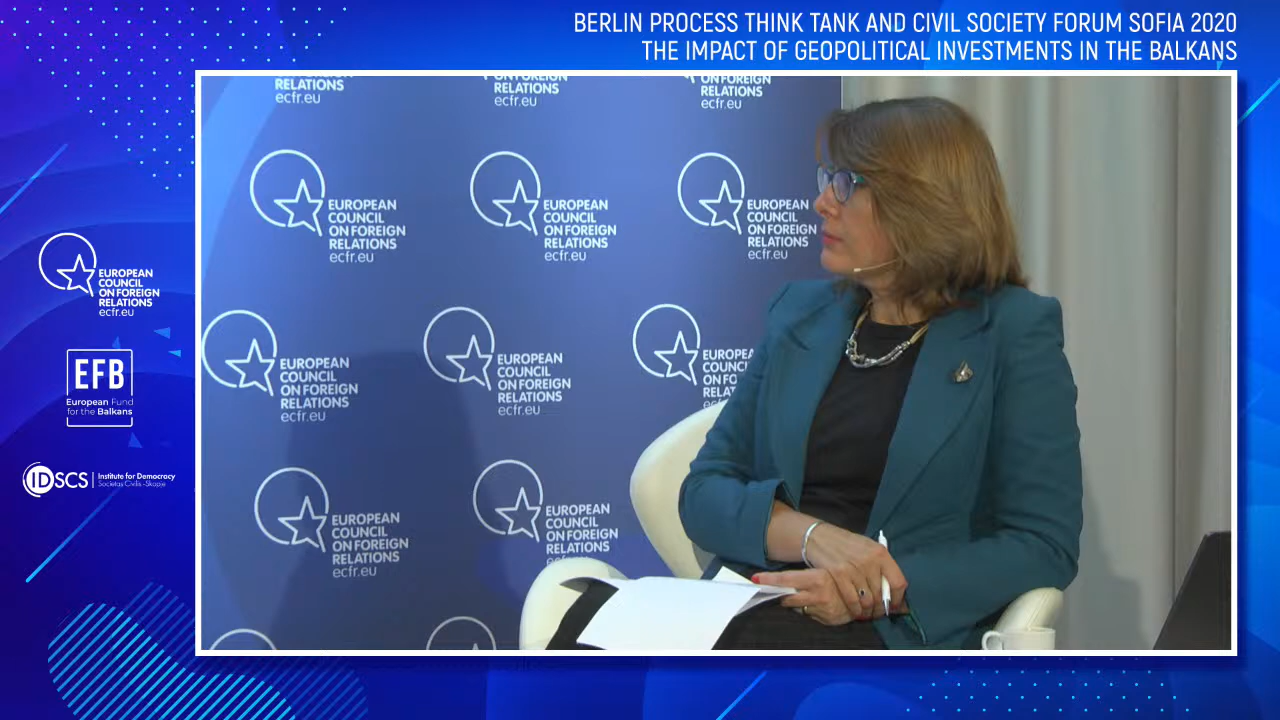 BERLIN PROCESS THINK TANK AND CIVIL SOCIETY FORUM SOFIA 2020
THE IMPACT OF GEOPOLITICAL INVESTMENTS IN THE BALKANS
EUROPEAN
COUNCIL
ON FOREIGN
RELATIONS
ecfr.eu
EFB
European Fund
for the Balkans
IDSCS
Institute for Democracy
Societas Civilis - Skopje
RELATIONS
ecfr.eu
ON FOREIGN
RELATIONS
ecfr.eu
ON FOREIGN
RELATIONS
ecfr.eu
EUROPEAN
COUNCIL
ON FOREIGN
RELATIONS
ecfr.eu
EUROPEAN
COUNCIL
ON FOREIGN
RELATIONS
ecfr.eu
EUROPEAN
COUNCIL
ON FOREIGN
RELATIONS
ecfr.eu
EUROPEAN
COUNCIL
ON FOREIGN
RELATIONS
ecfr.eu
EUROPEAN
COUNCIL
ON FOREIGN
RELATIONS
ecfr.eu
EUROPEAN
COUNCIL
ON FOREIGN
RELATIONS
ecfr.eu
EUROPEAN
COUNCIL
ON FOREIGN
RELATIONS
ecfr.eu